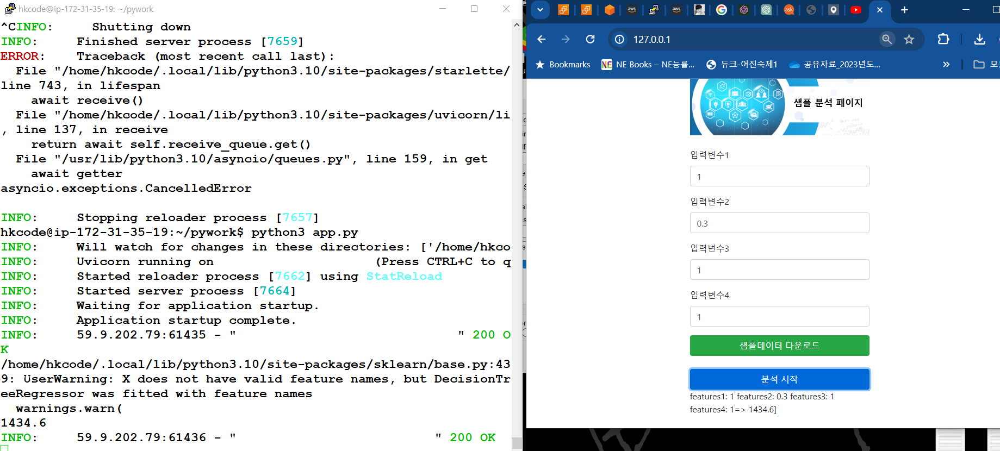 hkcode@ip-172-31-35-19: ~/pywork
^CINFO:     Shutting down
INFO:     Finished server process [7659]
ERROR:    Traceback (most recent call last):
  File "/home/hkcode/.local/lib/python3.10/site-packages/starlette/
line 743, in lifespan
    await receive()
  File "/home/hkcode/.local/lib/python3.10/site-packages/uvicorn/li
, line 137, in receive
    return await self.receive_queue.get()
  File "/usr/lib/python3.10/asyncio/queues.py", line 159, in get
    await getter
asyncio.exceptions.CancelledError
INFO:     Stopping reloader process [7657]
hkcode@ip-172-31-35-19:~/pywork$ python3 app.py
INFO:     Will watch for changes in these directories: ['/home/hkco
INFO:     Uvicorn running on (Press CTRL+C to q
INFO:     Started reloader process [7662] using StatReload
INFO:     Started server process [7664]
INFO:     Waiting for application startup.
INFO:     Application startup complete.
INFO:     59.9.202.79:61435 - " " 200 O
K
/home/hkcode/.local/lib/python3.10/site-packages/sklearn/base.py:43
9: UserWarning: X does not have valid feature names, but DecisionTr
eeRegressor was fitted with feature names
  warnings.warn(
1434.6
INFO:     59.9.202.79:61436 - " " 200 OK
aws
aws
ask
127.0.0.1
Bookmarks
NE NE Books – NE능률...
듀크-어진숙제1
공유자료_2023년도...
»
샘플 분석 페이지
입력변수1
1
입력변수2
0.3
입력변수3
1
입력변수4
1
샘플데이터 다운로드
분석 시작
features1: 1 features2: 0.3 features3: 1
features4: 1=> 1434.6]